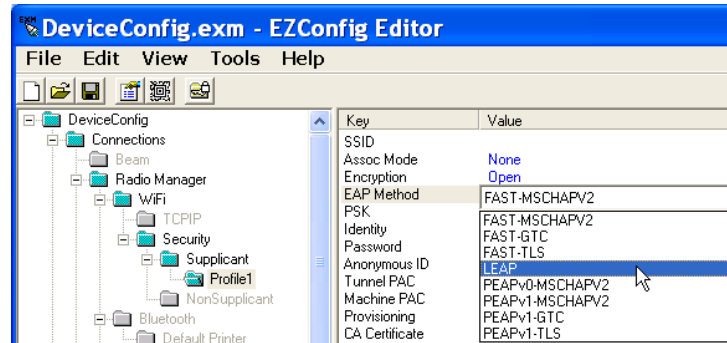 DeviceConfig.exm - EZConfig Editor
File Edit View Tools Help
DeviceConfig
Connections
Beam
Radio Manager
WiFi
TCPIP
Security
Supplicant
Profile1
NonSupplicant
Bluetooth
Default Printer
Key Value
SSID
Assoc Mode None
Encryption Open
EAP Method FAST-MSCHAPV2
PSK
Identity
Password
Anonymous ID
Tunnel PAC
Machine PAC
Provisioning
CA Certificate
FAST-MSCHAPV2
FAST-GTC
FAST-TLS
LEAP
PEAPv0-MSCHAPV2
PEAPv1-MSCHAPV2
PEAPv1-GTC
PEAPv1-TLS